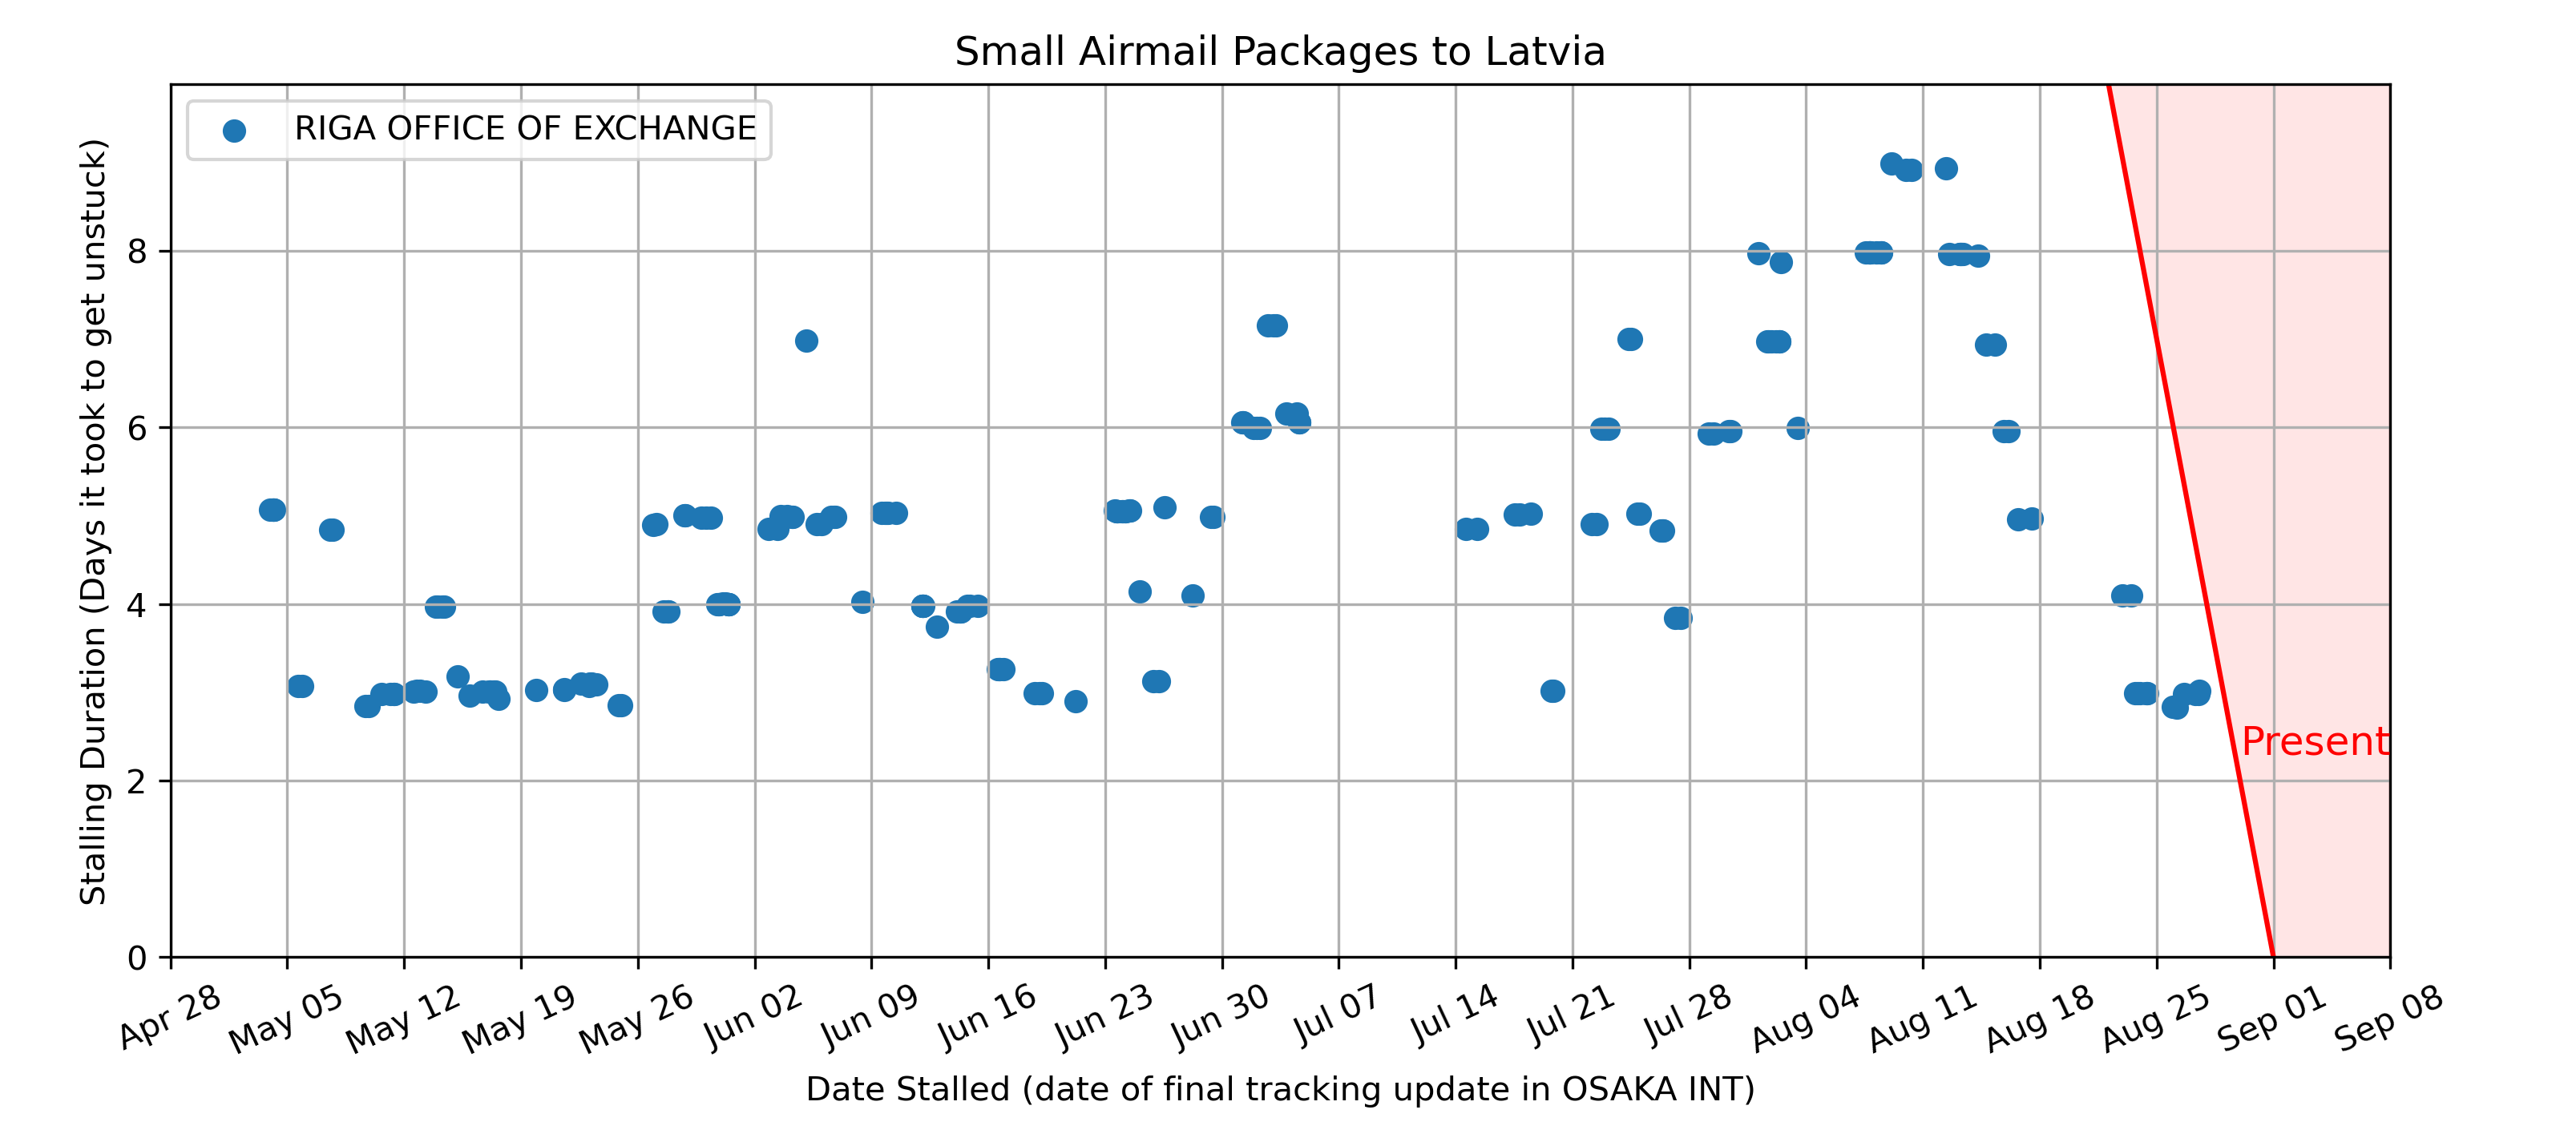 Small Airmail Packages to Latvia
RIGA OFFICE OF EXCHANGE
Stalling Duration (Days it took to get unstuck)
8
6
4
2
0
Present
Apr 28
May 05
May 12
May 19
May 26
Jun 02
Jun 09
Jun 16
Jun 23
Jun 30
Jul 07
Jul 14
Jul 21
Jul 28
Aug 04
Aug 11
Aug 18
Aug 25
Sep 01
Sep 08
Date Stalled (date of final tracking update in OSAKA INT)